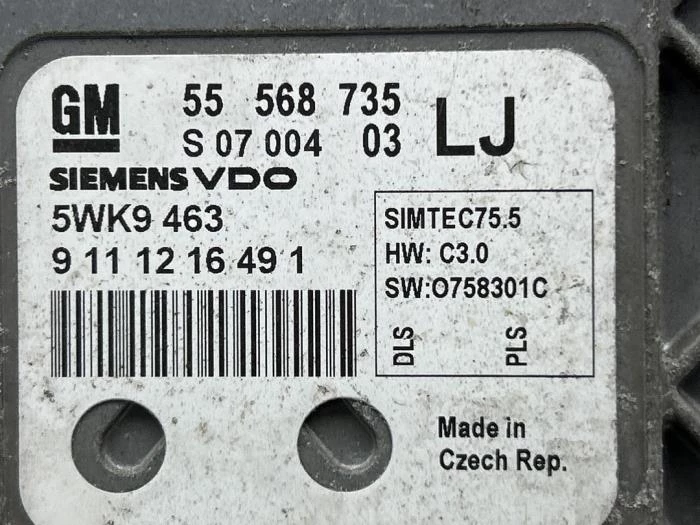 GM 55 568 735 LJ
S 07 004 03
SIEMENS VDO
5WK9 463
9 11 12 16 49 1
SIMTEC75.5
HW: C3.0
SW:O758301C
DLS PLS
Made in
Czech Rep.